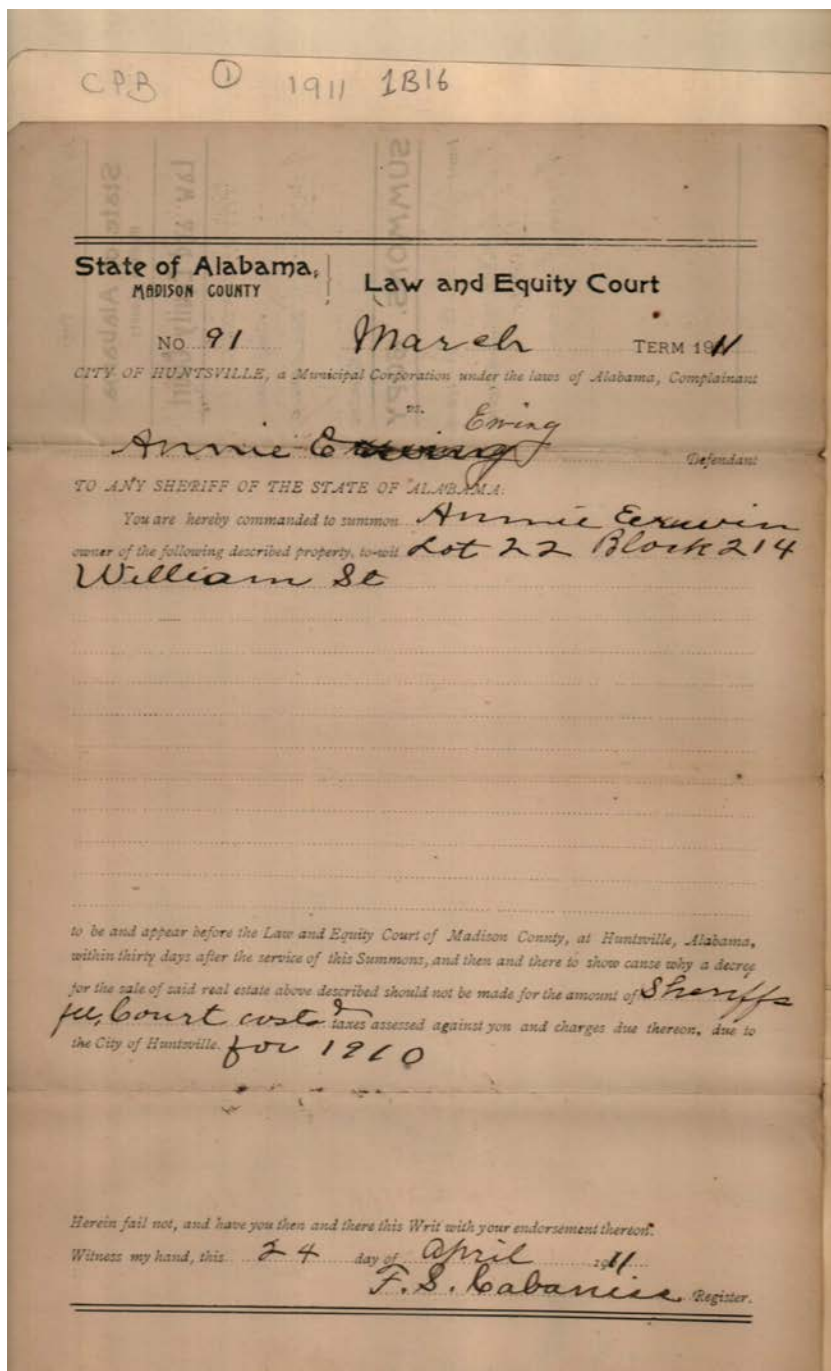 CPB ① 1911 1B16
State of Alabama, Law and Equity Court
MADISON COUNTY
No. 91 March TERM 1911
CITY OF HUNTSVILLE, a Municipal Corporation under the laws of Alabama, Complainant
vs. Ewing
Annie Defendant
TO ANY SHERIFF OF THE STATE OF ALABAMA:
You are hereby commanded to summon Annie Eeruwin
owner of the following described property, to-wit Lot 22 Block 214
William St
to be and appear before the Law and Equity Court of Madison County, at Huntsville, Alabama,
within thirty days after the service of this Summons, and then and there to show cause why a decree
for the sale of said real estate above described should not be made for the amount of Sheriffs
fee, Court cost & taxes assessed against you and charges due thereon, due to
the City of Huntsville. for 1910
Herein fail not, and have you then and there this Writ with your endorsement thereon.
Witness my hand, this 24 day of April 1911
F. S. Cabaniss Register.